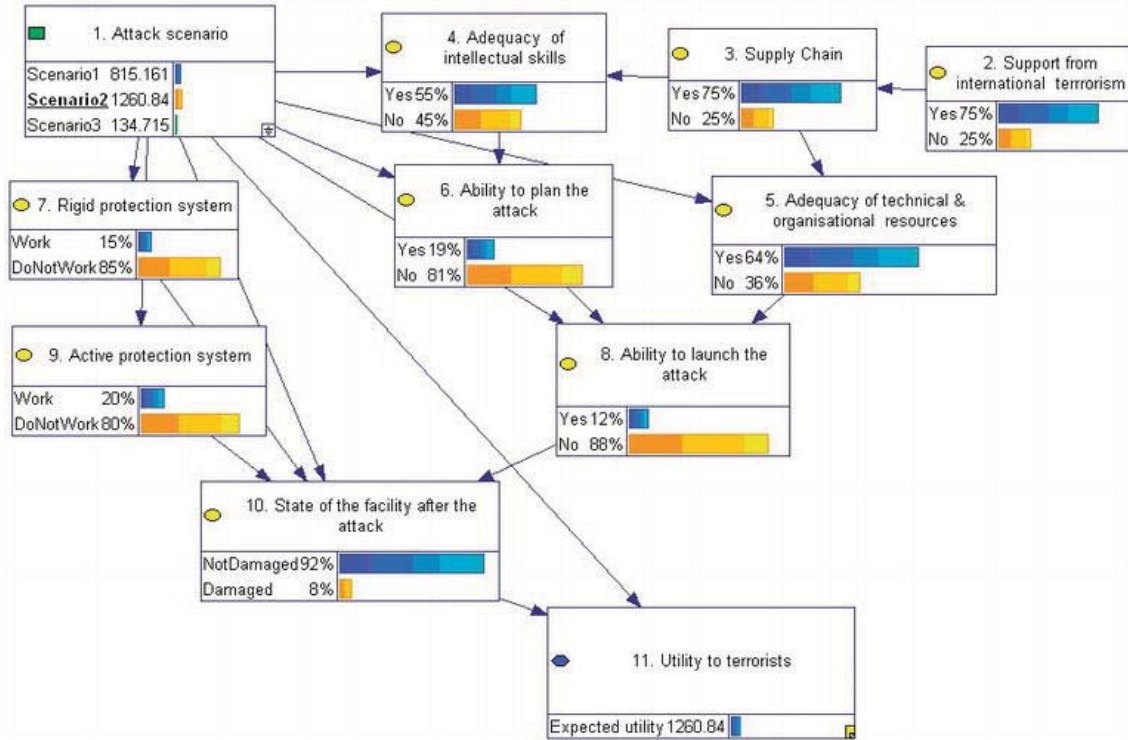 1. Attack scenario
Scenario1 815.161
Scenario2 1260.84
Scenario3 134.715
4. Adequacy of
intellectual skills
Yes 55%
No 45%
3. Supply Chain
Yes 75%
No 25%
2. Support from
international terrorism
Yes 75%
No 25%
7. Rigid protection system
Work 15%
DoNotWork 85%
6. Ability to plan the
attack
Yes 19%
No 81%
5. Adequacy of technical &
organisational resources
Yes 64%
No 36%
9. Active protection system
Work 20%
DoNotWork 80%
8. Ability to launch the
attack
Yes 12%
No 88%
10. State of the facility after the
attack
NotDamaged 92%
Damaged 8%
11. Utility to terrorists
Expected utility 1260.84